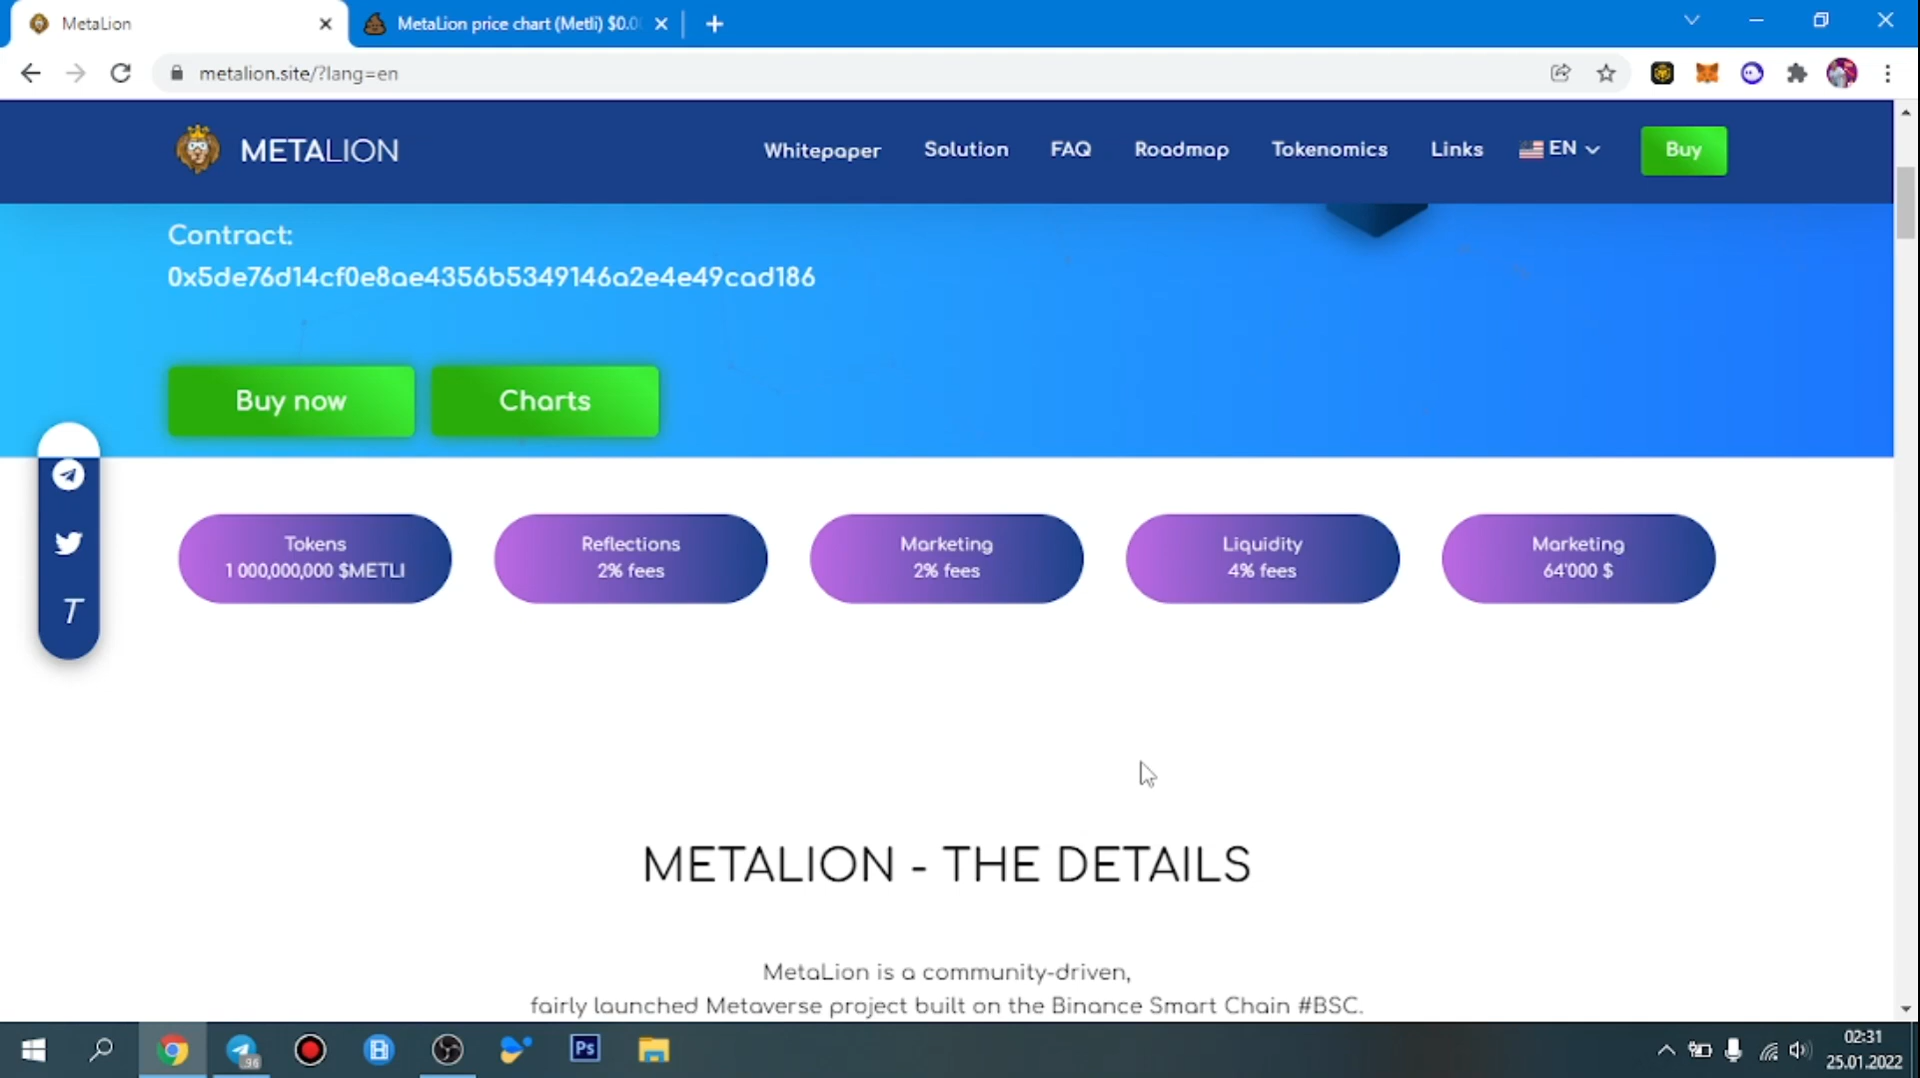 MetaLion
MetaLion price chart (Metli) $0.0
metalion.site/?lang=en
METALION
Whitepaper
Solution
FAQ
Roadmap
Tokenomics
Links
EN
Buy
Contract:
0x5de76d14cf0e8ae4356b5349146a2e4e49cad186
Buy now
Charts
T
Tokens
1 000,000,000 $METLI
Reflections
2% fees
Marketing
2% fees
Liquidity
4% fees
Marketing
64'000 $
METALION - THE DETAILS
MetaLion is a community-driven,
fairly launched Metaverse project built on the Binance Smart Chain #BSC.
96
Ps
02:31
25.01.2022